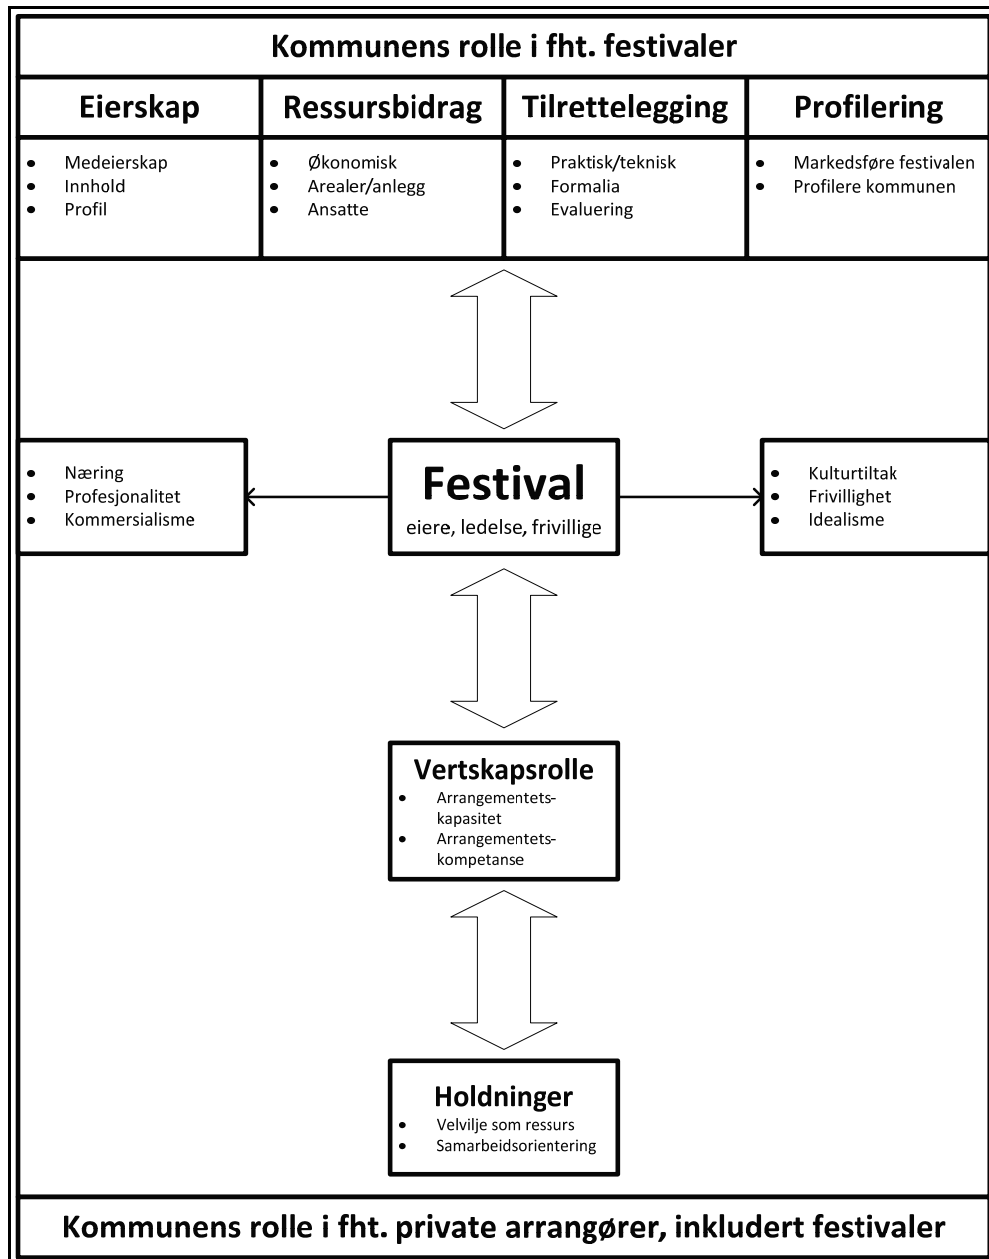 Kommunens rolle i fht. festivaler
Eierskap
Ressursbidrag
Tilrettelegging
Profilering
• Medeierskap
• Innhold
• Profil
• Økonomisk
• Arealer/anlegg
• Ansatte
• Praktisk/teknisk
• Formalia
• Evaluering
• Markedsføre festivalen
• Profilere kommunen
• Næring
• Profesjonalitet
• Kommersialisme
Festival
eiere, ledelse, frivillige
• Kulturtiltak
• Frivillighet
• Idealisme
Vertskapsrolle
• Arrangementets-
kapasitet
• Arrangementets-
kompetanse
Holdninger
• Velvilje som ressurs
• Samarbeidsorientering
Kommunens rolle i fht. private arrangører, inkludert festivaler